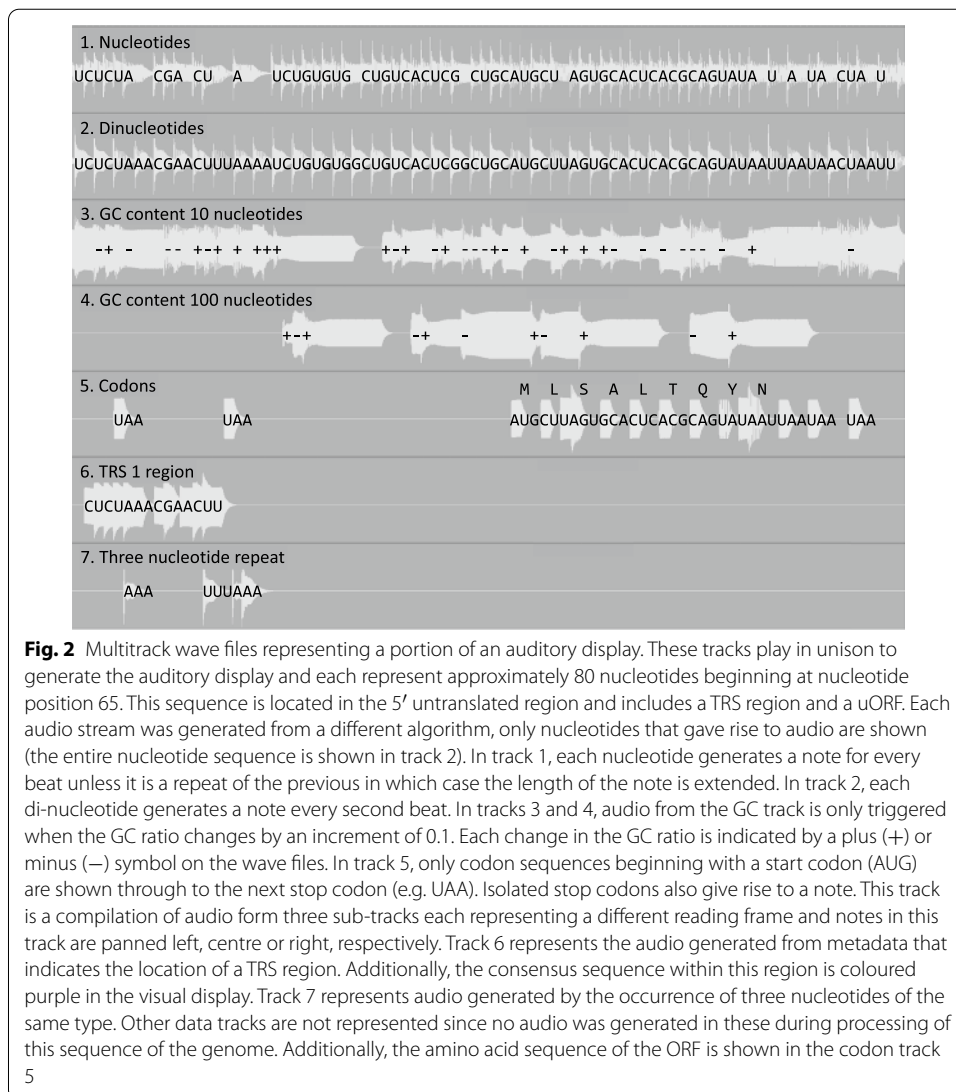 1. Nucleotides
UCUCUA CGA CU A UCUGUGUG CUGUCACUCG CUGCAUGCU AGUGCACUCACGCAGUAUA U A UA CUA U
2. Dinucleotides
UCUCUAAACGAACUUUAAAAUCUGUGUGGCUGUCACUCGGCUGCAUGCUUAGUGCACUCACGCAGUAUAAUUAAUAACUAAUU
3. GC content 10 nucleotides
-+ - -- +-+ + +++ +-+ -+ ---+- + -+ + +- - - --- - + -
4. GC content 100 nucleotides
+-+ -+ - +- + - +
5. Codons
M L S A L T Q Y N
UAA UAA AUGCUUAGUGCACUCACGCAGUAUAAUUAAUAA UAA
6. TRS 1 region
CUCUAAACGAACUU
7. Three nucleotide repeat
AAA UUUAAA
Fig. 2 Multitrack wave files representing a portion of an auditory display. These tracks play in unison to
generate the auditory display and each represent approximately 80 nucleotides beginning at nucleotide
position 65. This sequence is located in the 5′ untranslated region and includes a TRS region and a uORF. Each
audio stream was generated from a different algorithm, only nucleotides that gave rise to audio are shown
(the entire nucleotide sequence is shown in track 2). In track 1, each nucleotide generates a note for every
beat unless it is a repeat of the previous in which case the length of the note is extended. In track 2, each
di-nucleotide generates a note every second beat. In tracks 3 and 4, audio from the GC track is only triggered
when the GC ratio changes by an increment of 0.1. Each change in the GC ratio is indicated by a plus (+) or
minus (−) symbol on the wave files. In track 5, only codon sequences beginning with a start codon (AUG)
are shown through to the next stop codon (e.g. UAA). Isolated stop codons also give rise to a note. This track
is a compilation of audio form three sub-tracks each representing a different reading frame and notes in this
track are panned left, centre or right, respectively. Track 6 represents the audio generated from metadata that
indicates the location of a TRS region. Additionally, the consensus sequence within this region is coloured
purple in the visual display. Track 7 represents audio generated by the occurrence of three nucleotides of the
same type. Other data tracks are not represented since no audio was generated in these during processing of
this sequence of the genome. Additionally, the amino acid sequence of the ORF is shown in the codon track
5